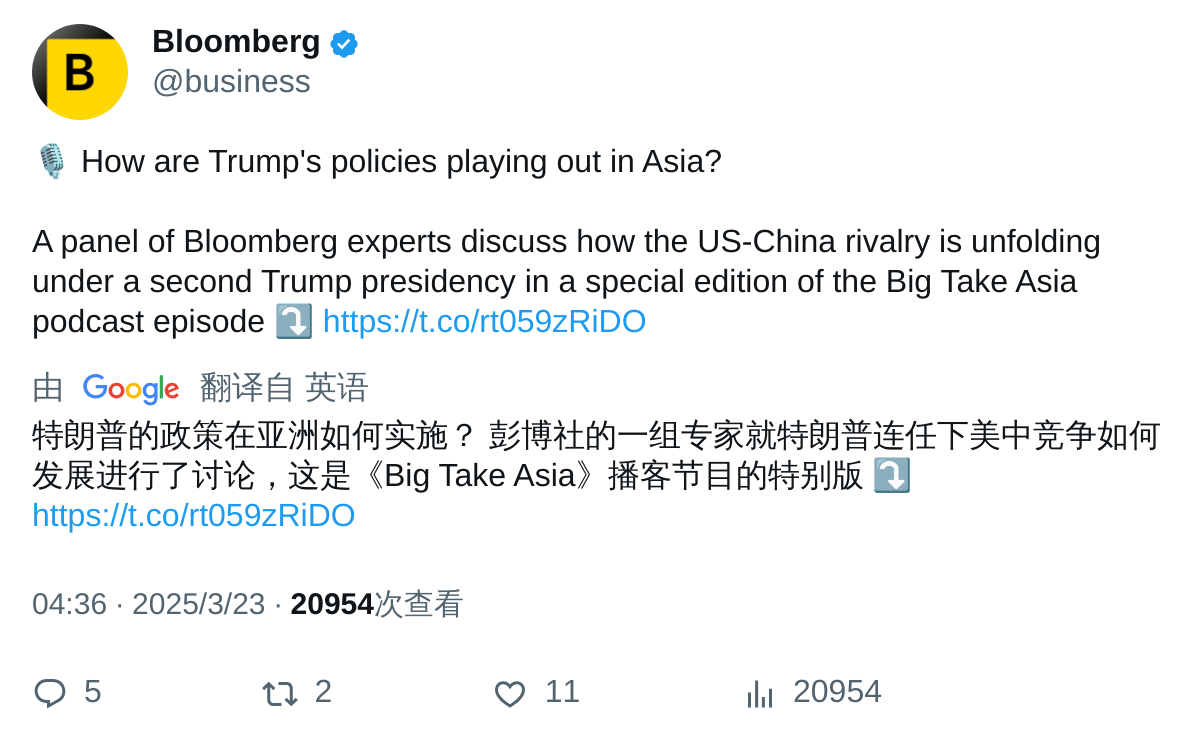 B
Bloomberg
@business
🎙️ How are Trump's policies playing out in Asia?
A panel of Bloomberg experts discuss how the US-China rivalry is unfolding
under a second Trump presidency in a special edition of the Big Take Asia
podcast episode ⤵️ https://t.co/rt059zRiDO
由 Google 翻译自 英语
特朗普的政策在亚洲如何实施？ 彭博社的一组专家就特朗普连任下美中竞争如何
发展进行了讨论，这是《Big Take Asia》播客节目的特别版 ⤵️
https://t.co/rt059zRiDO
04:36 · 2025/3/23 · 20954次查看
5 2 11 20954